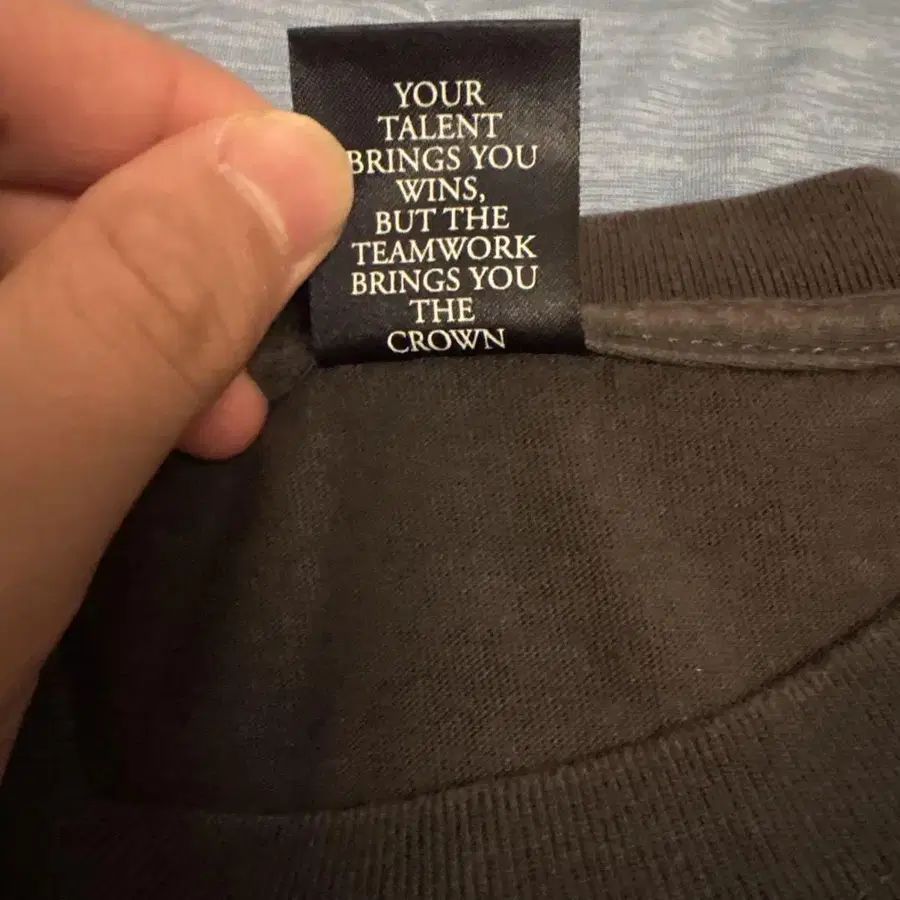 YOUR
TALENT
BRINGS YOU
WINS,
BUT THE
TEAMWORK
BRINGS YOU
THE
CROWN